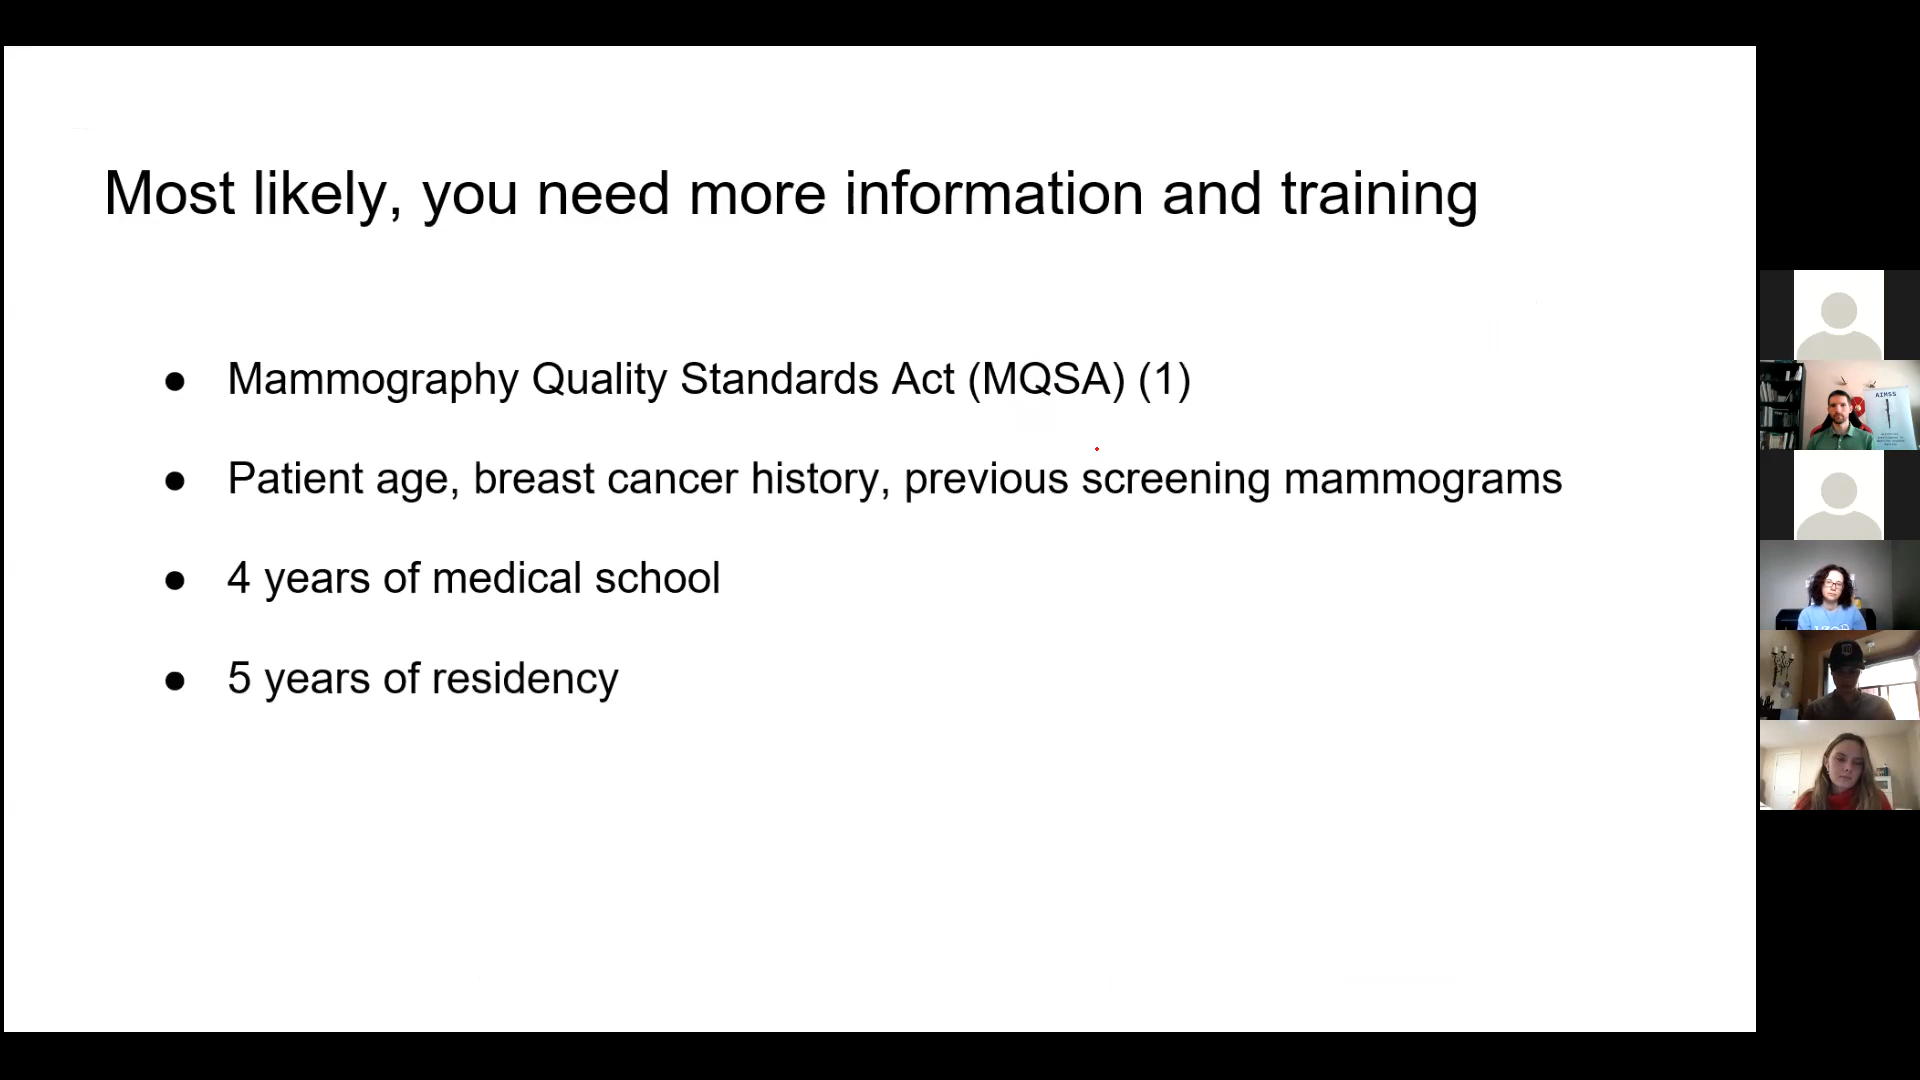 Most likely, you need more information and training
● Mammography Quality Standards Act (MQSA) (1)
● Patient age, breast cancer history, previous screening mammograms
● 4 years of medical school
● 5 years of residency
AIMSS